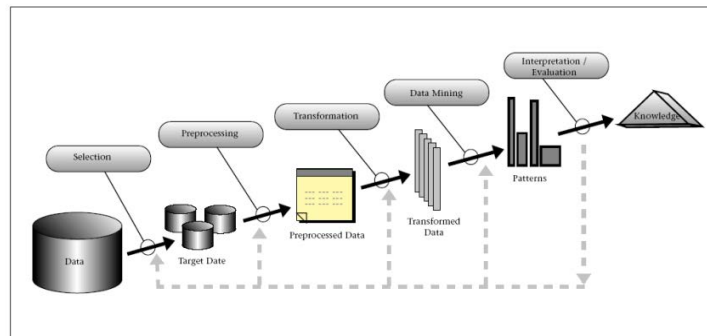 Interpretation /
Evaluation
Data Mining
Transformation
Preprocessing
Selection
Knowledge
Patterns
Transformed
Data
Preprocessed Data
Target Date
Data